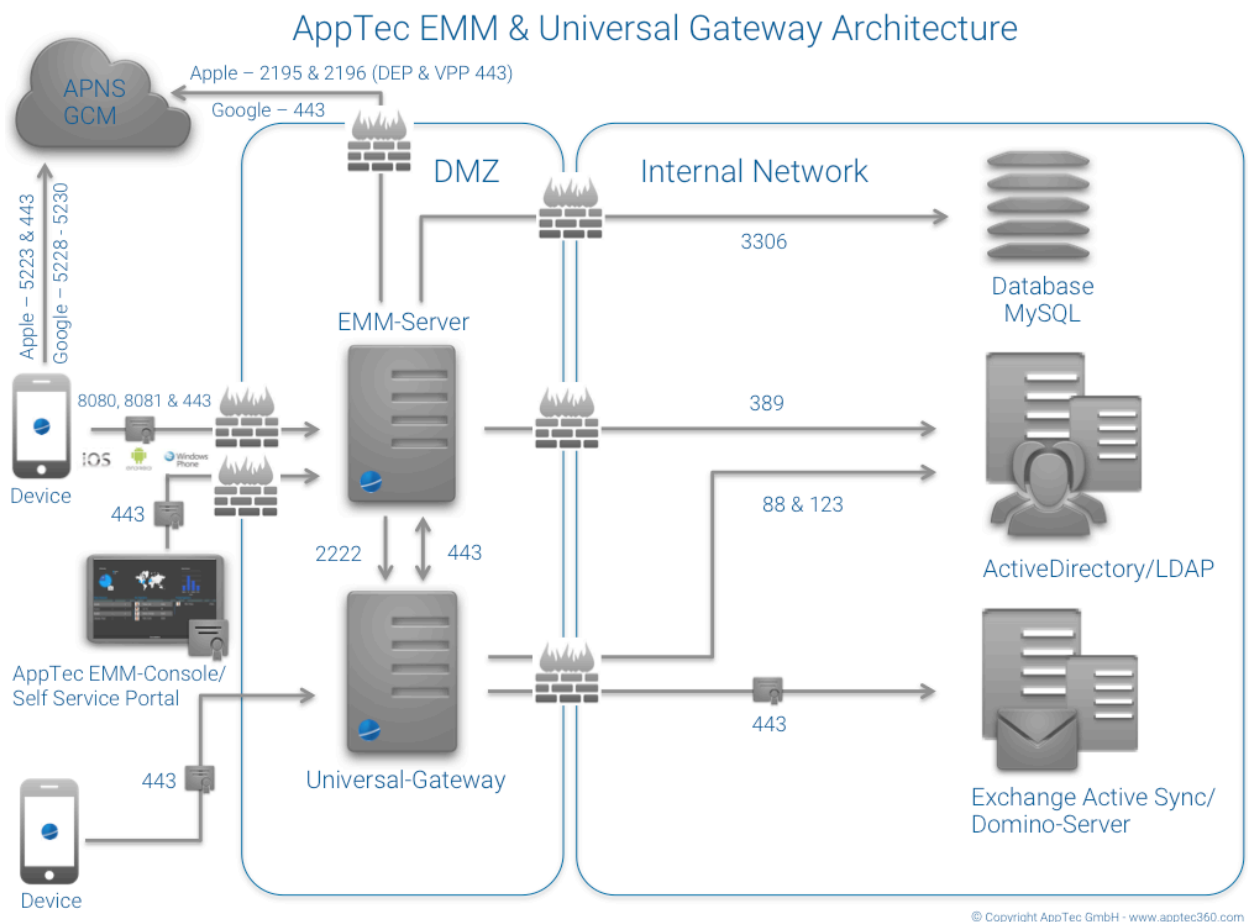 AppTec EMM & Universal Gateway Architecture
Apple – 2195 & 2196 (DEP & VPP 443)
APNS
GCM
Google – 443
DMZ
Internal Network
Apple – 5223 & 443
Google – 5228 - 5230
3306
Database
MySQL
EMM-Server
8080, 8081 & 443
389
iOS
ANDROID
Windows
Phone
Device
88 & 123
443
2222
443
ActiveDirectory/LDAP
AppTec EMM-Console/
Self Service Portal
443
443
Universal-Gateway
Exchange Active Sync/
Domino-Server
Device
© Copyright AppTec GmbH - www.apptec360.com